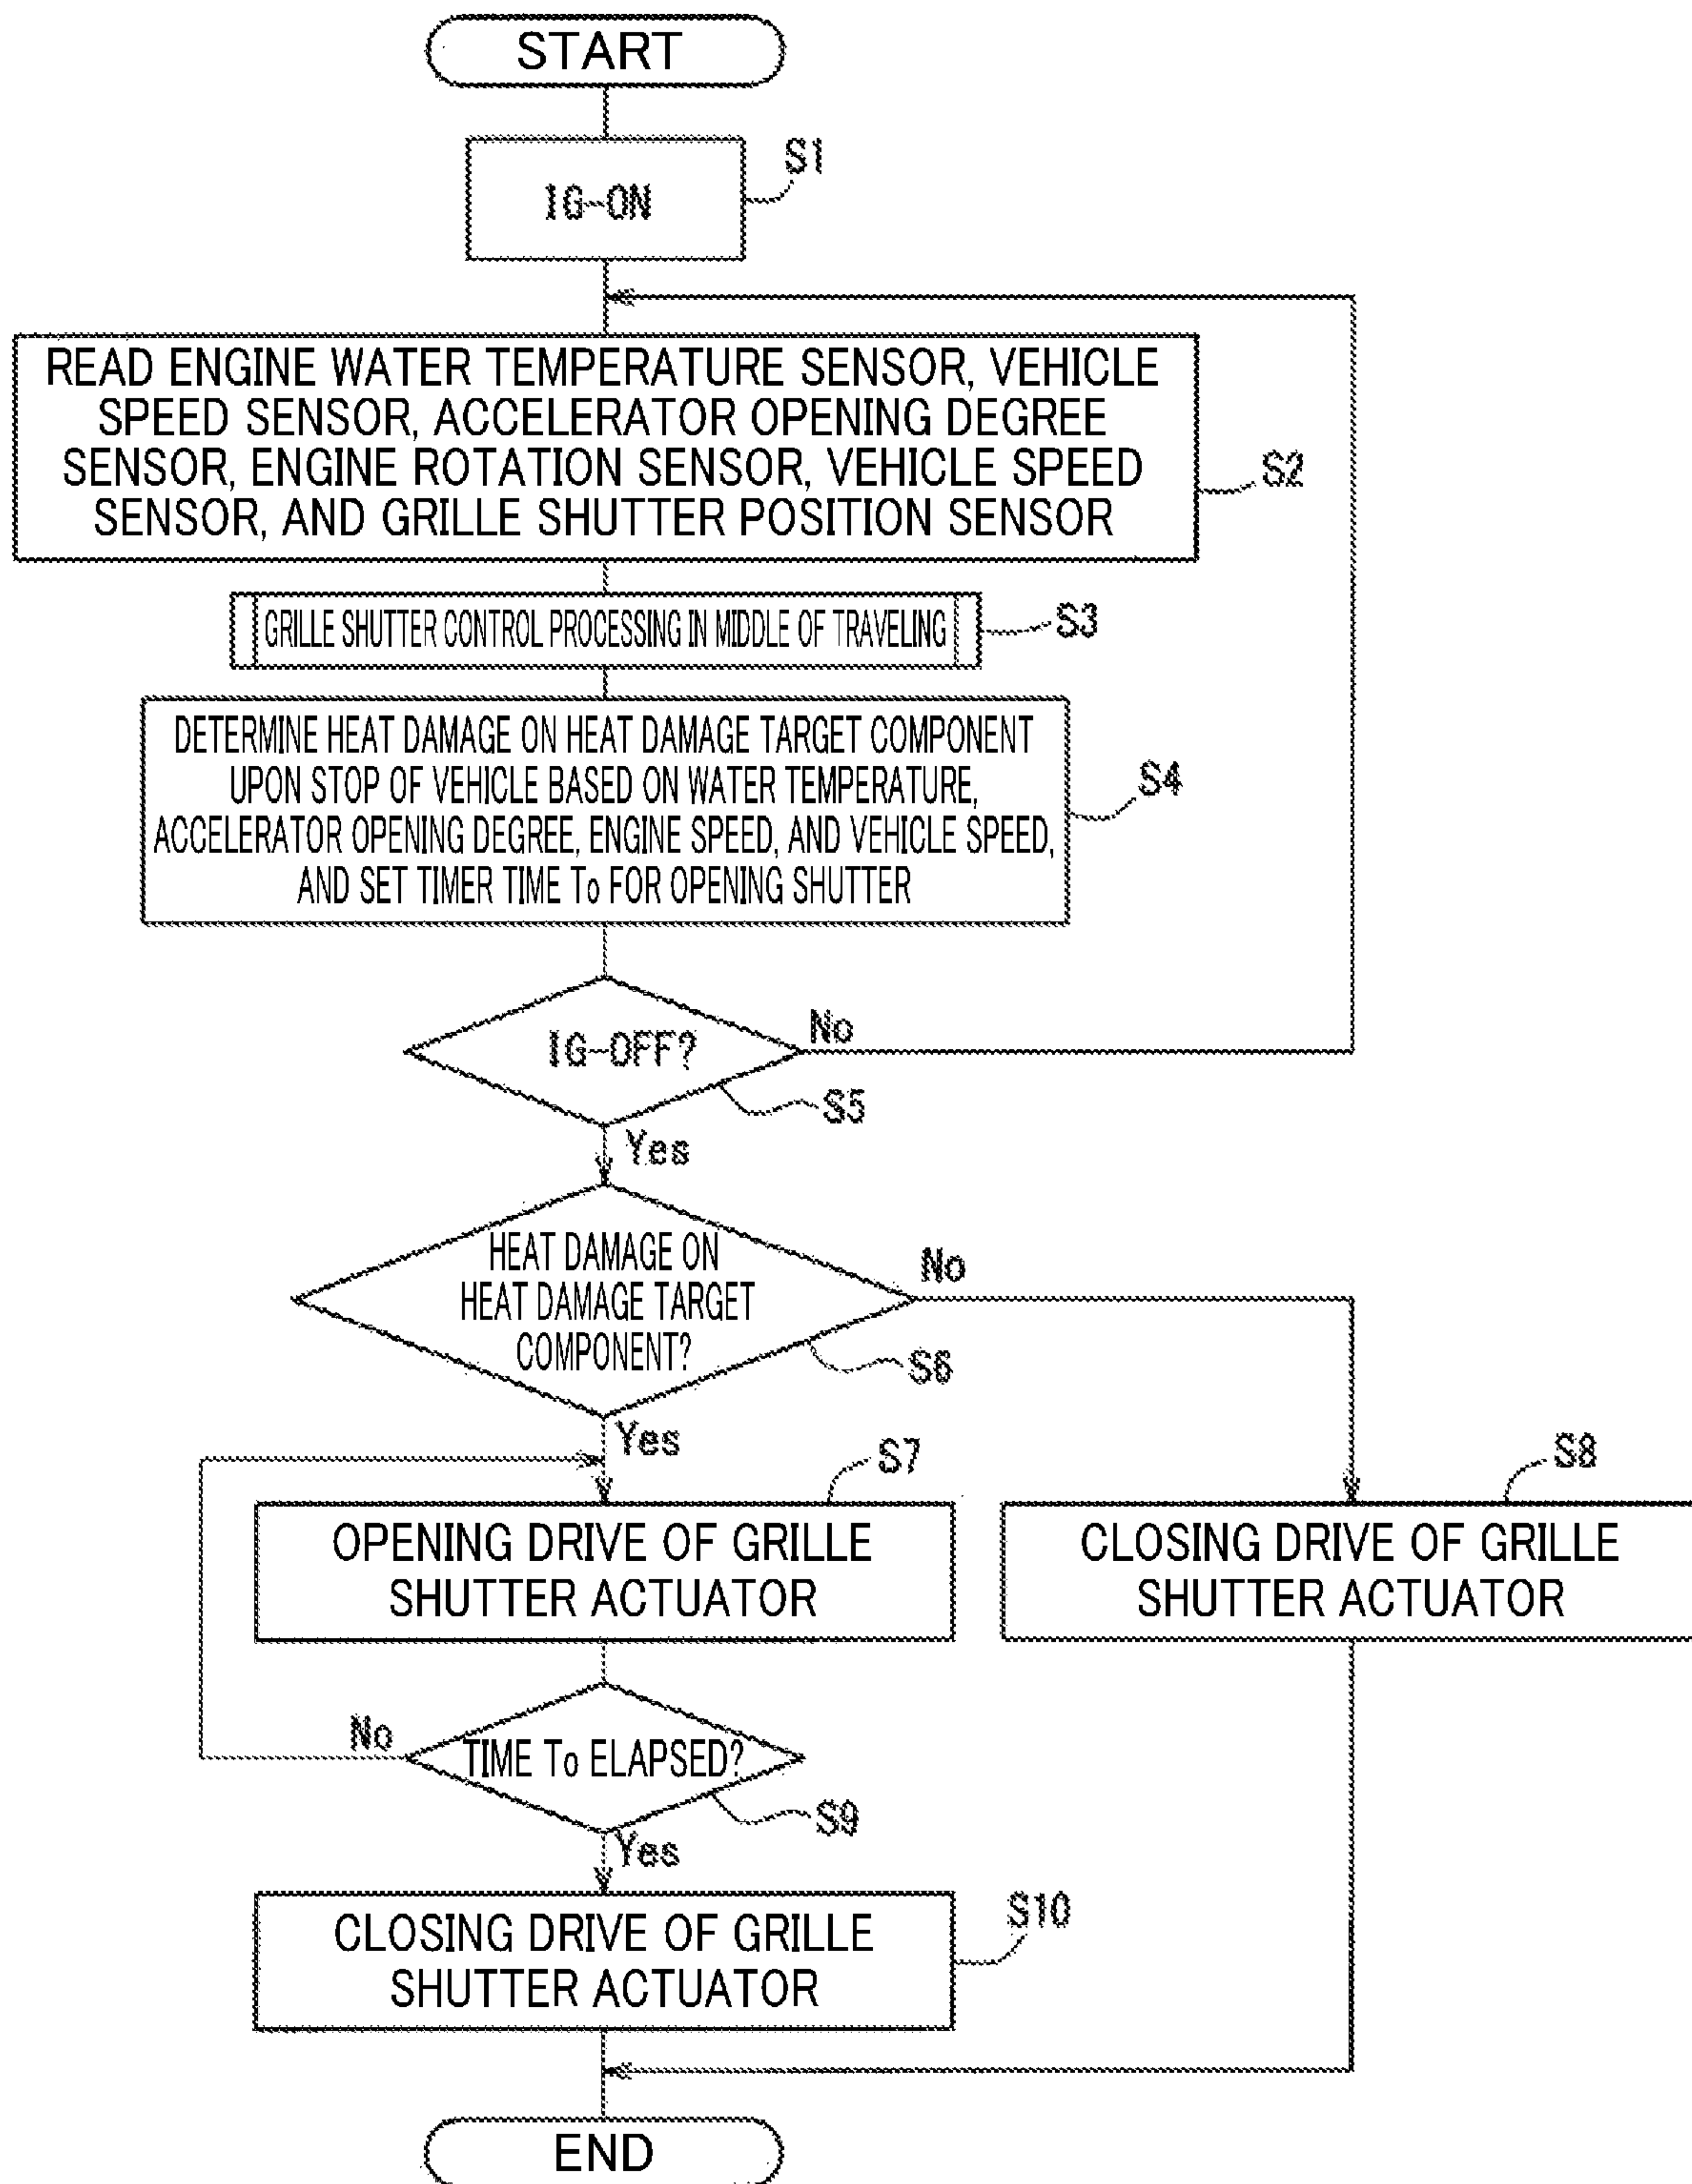 START
IG-ON
S1
READ ENGINE WATER TEMPERATURE SENSOR, VEHICLE
SPEED SENSOR, ACCELERATOR OPENING DEGREE
SENSOR, ENGINE ROTATION SENSOR, VEHICLE SPEED
SENSOR, AND GRILLE SHUTTER POSITION SENSOR
S2
GRILLE SHUTTER CONTROL PROCESSING IN MIDDLE OF TRAVELING
S3
DETERMINE HEAT DAMAGE ON HEAT DAMAGE TARGET COMPONENT
UPON STOP OF VEHICLE BASED ON WATER TEMPERATURE,
ACCELERATOR OPENING DEGREE, ENGINE SPEED, AND VEHICLE SPEED,
AND SET TIMER TIME To FOR OPENING SHUTTER
S4
IG-OFF?
No
S5
Yes
HEAT DAMAGE ON
HEAT DAMAGE TARGET
COMPONENT?
No
S6
Yes
S7
OPENING DRIVE OF GRILLE
SHUTTER ACTUATOR
S8
CLOSING DRIVE OF GRILLE
SHUTTER ACTUATOR
No
TIME To ELAPSED?
S9
Yes
S10
CLOSING DRIVE OF GRILLE
SHUTTER ACTUATOR
END